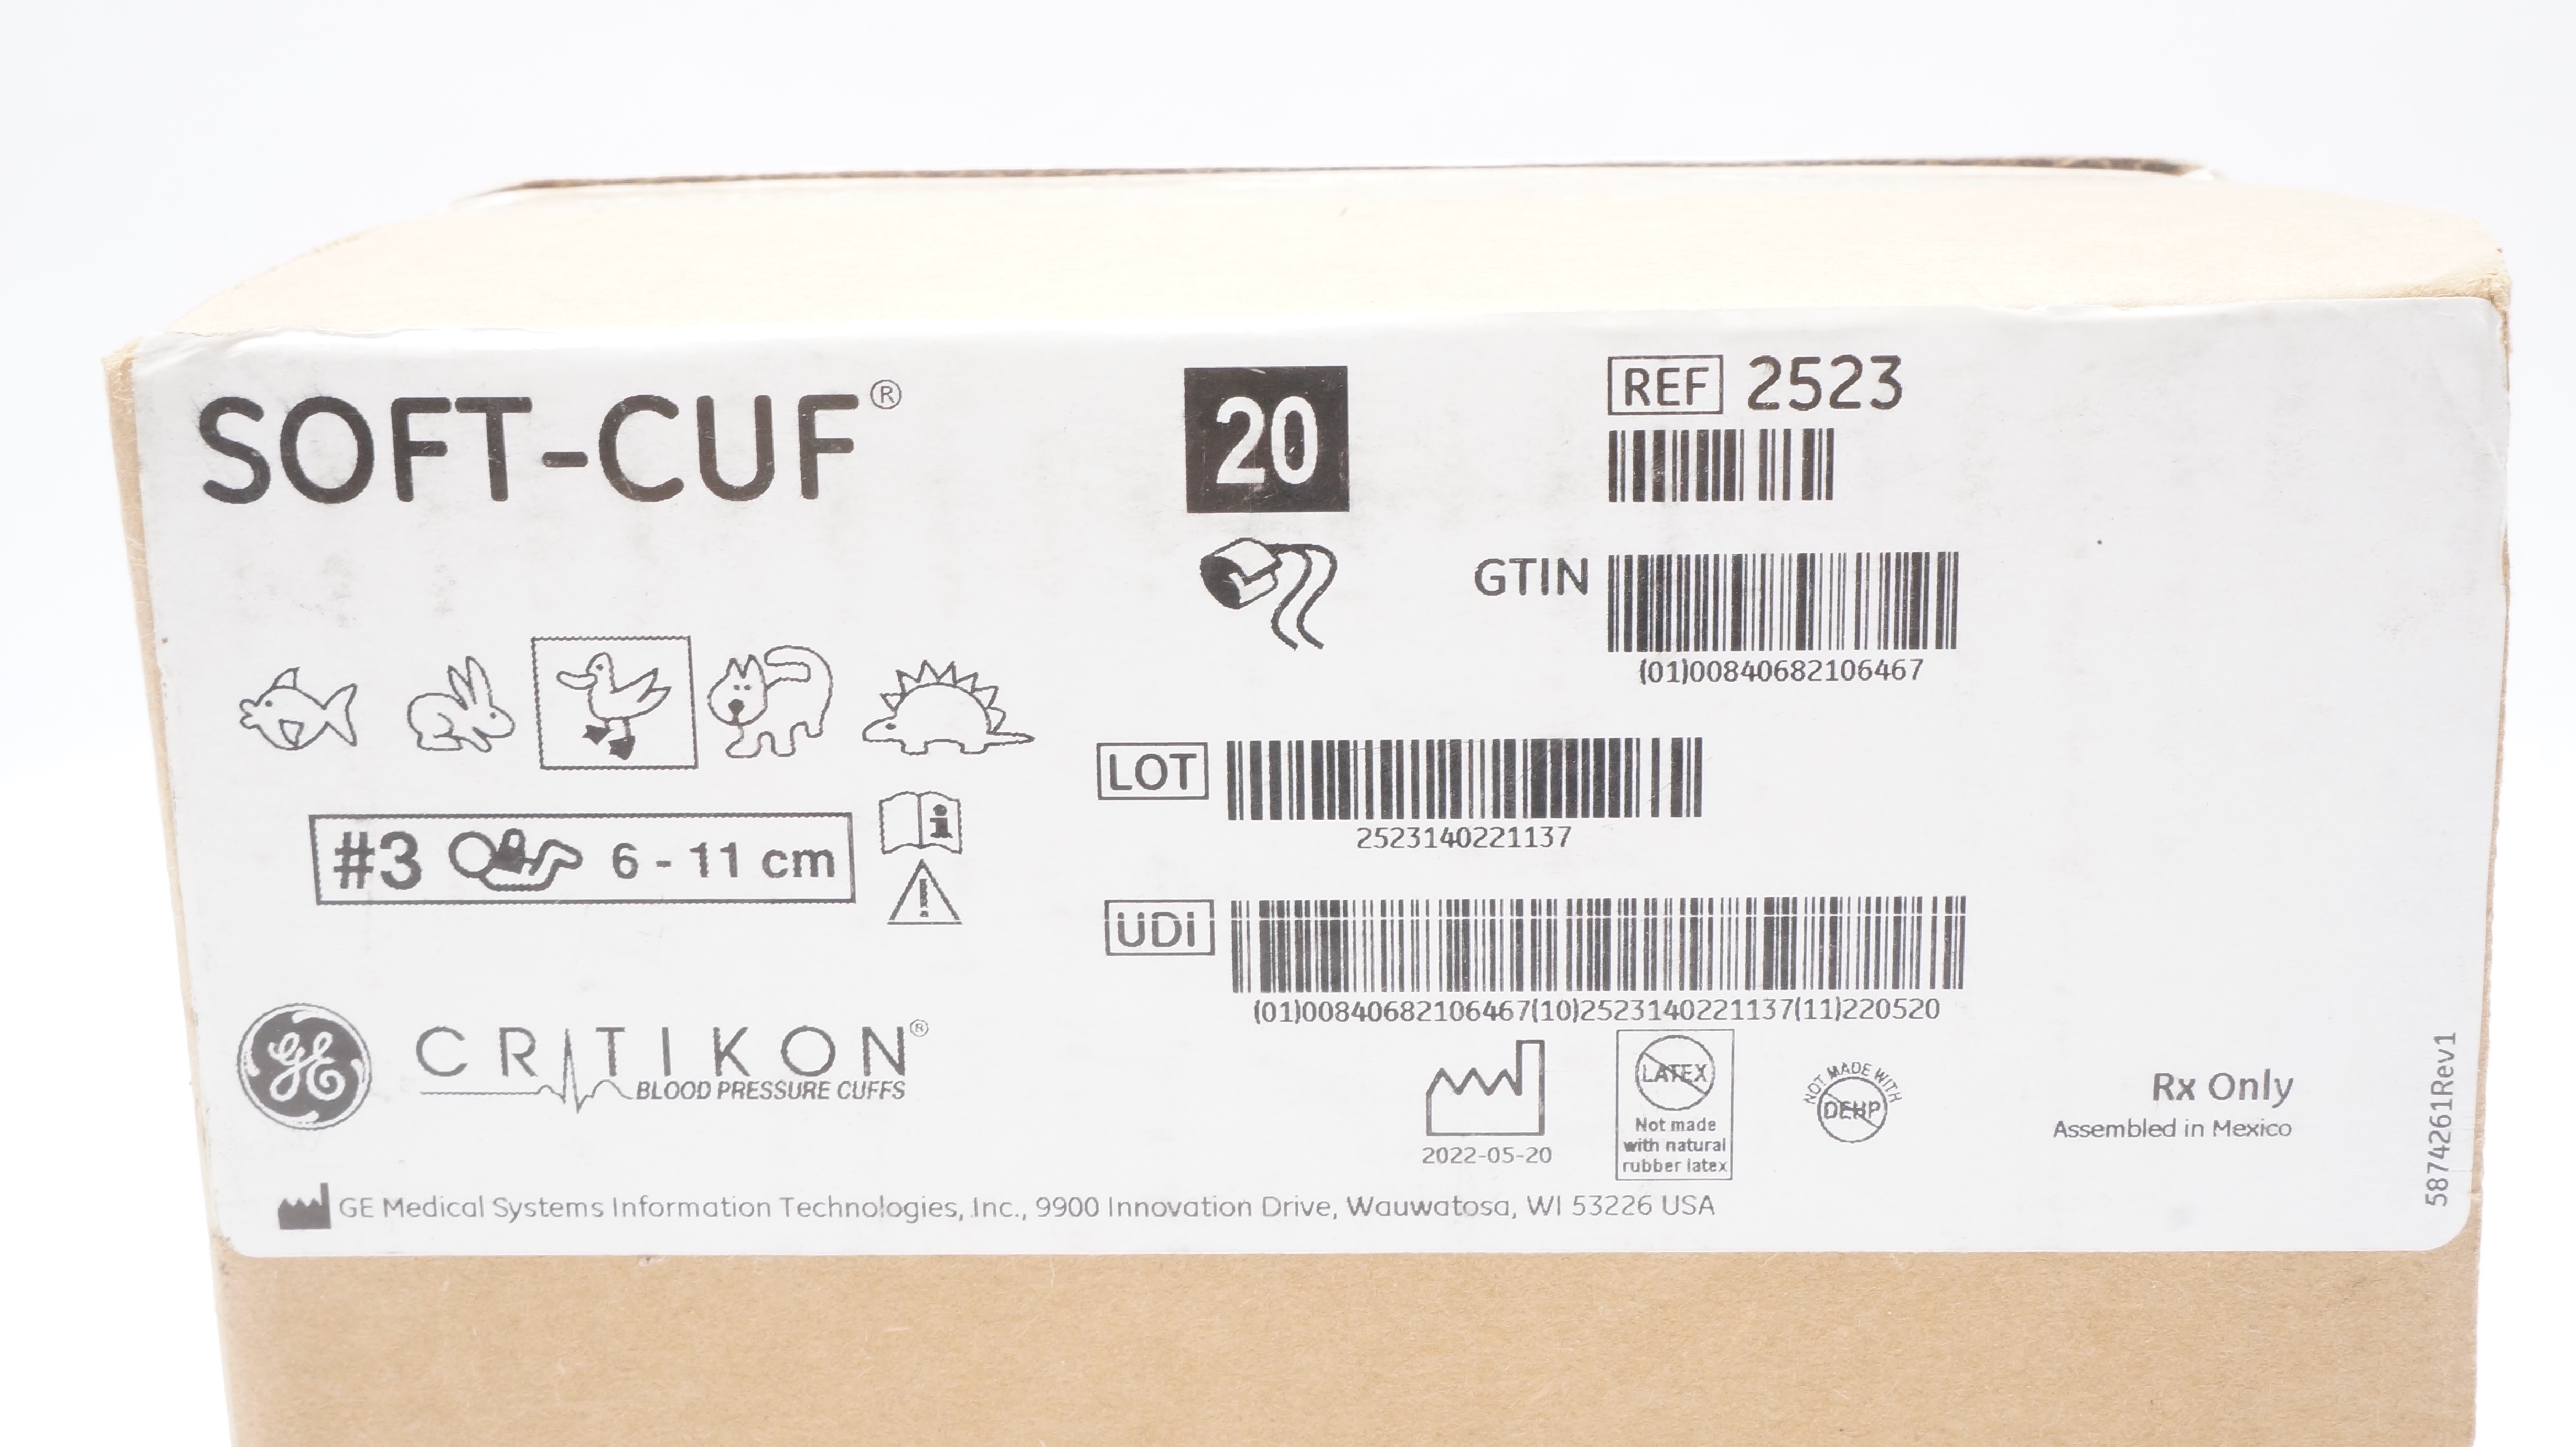 SOFT-CUF®
20
REF 2523
GTIN
(01)00840682106467
LOT
2523140221137
#3 6 - 11 cm
UDI
(01)00840682106467(10)2523140221137(11)220520
GE CRITIKON®
BLOOD PRESSURE CUFFS
2022-05-20
LATEX
Not made
with natural
rubber latex
NOT MADE WITH
DEHP
Rx Only
Assembled in Mexico
GE Medical Systems Information Technologies, Inc., 9900 Innovation Drive, Wauwatosa, WI 53226 USA
5874261Rev1